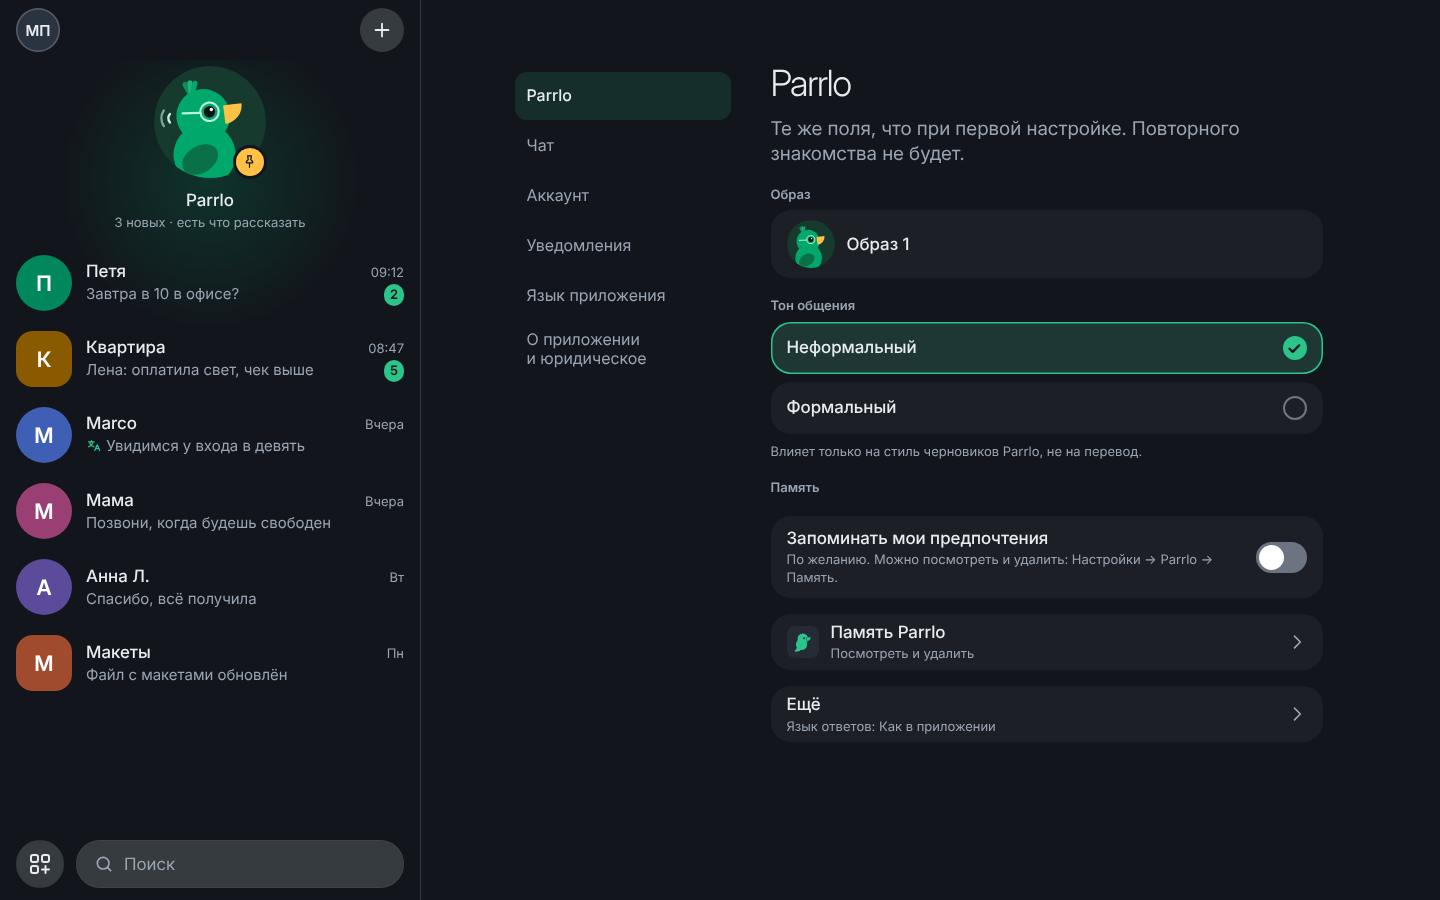 МП
Parrlo
3 новых · есть что рассказать
П
Петя
09:12
Завтра в 10 в офисе?
2
К
Квартира
08:47
Лена: оплатила свет, чек выше
5
M
Marco
Вчера
Увидимся у входа в девять
М
Мама
Вчера
Позвони, когда будешь свободен
А
Анна Л.
Вт
Спасибо, всё получила
М
Макеты
Пн
Файл с макетами обновлён
Поиск
Parrlo
Чат
Аккаунт
Уведомления
Язык приложения
О приложении
и юридическое
Parrlo
Те же поля, что при первой настройке. Повторного
знакомства не будет.
Образ
Образ 1
Тон общения
Неформальный
Формальный
Влияет только на стиль черновиков Parrlo, не на перевод.
Память
Запоминать мои предпочтения
По желанию. Можно посмотреть и удалить: Настройки → Parrlo →
Память.
Память Parrlo
Посмотреть и удалить
Ещё
Язык ответов: Как в приложении